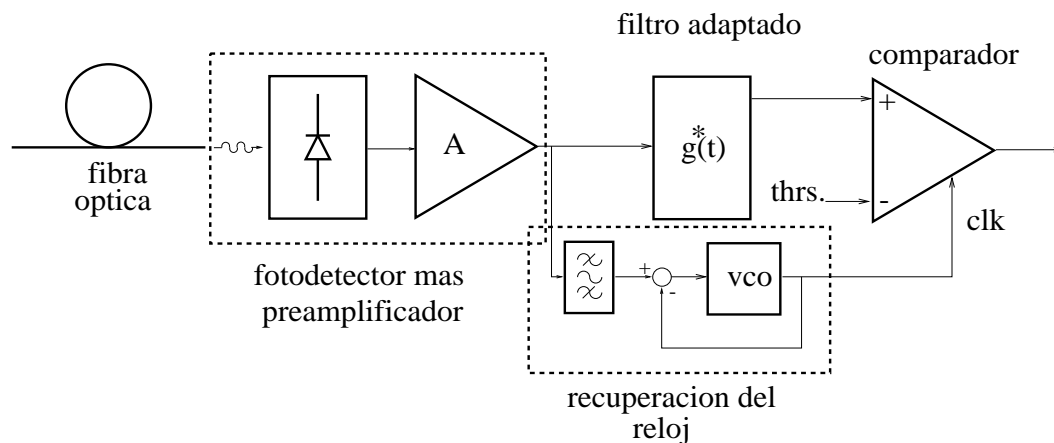 filtro adaptado
comparador
fibra
optica
A
g*(t)
+
thrs.
-
clk
fotodetector mas
preamplificador
+
-
vco
recuperacion del
reloj